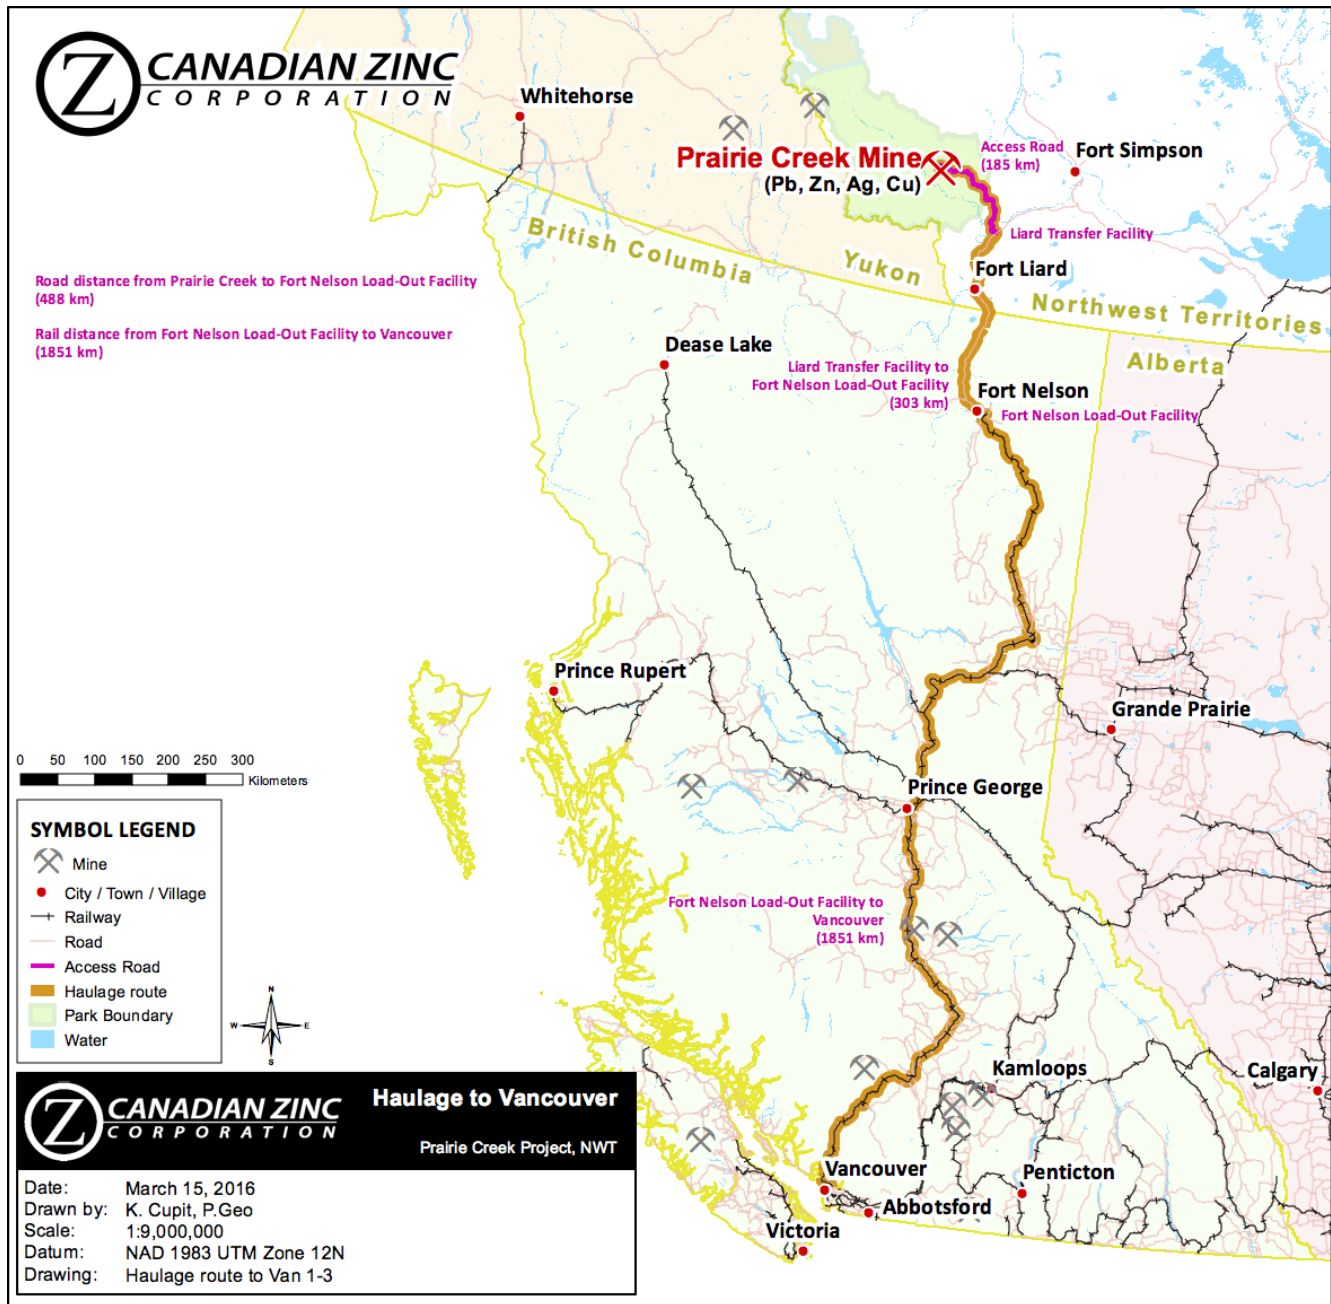 Z CANADIAN ZINC
CORPORATION
Whitehorse
Prairie Creek Mine
(Pb, Zn, Ag, Cu)
Access Road
(185 km)
Fort Simpson
Liard Transfer Facility
British Columbia
Yukon
Fort Liard
Northwest Territories
Road distance from Prairie Creek to Fort Nelson Load-Out Facility
(488 km)
Rail distance from Fort Nelson Load-Out Facility to Vancouver
(1851 km)
Dease Lake
Alberta
Liard Transfer Facility to
Fort Nelson Load-Out Facility
(303 km)
Fort Nelson
Fort Nelson Load-Out Facility
Prince Rupert
Grande Prairie
0 50 100 150 200 250 300
Kilometers
Prince George
SYMBOL LEGEND
Mine
City / Town / Village
Railway
Road
Access Road
Haulage route
Park Boundary
Water
N
W E
S
Fort Nelson Load-Out Facility to
Vancouver
(1851 km)
Kamloops
Calgary
Vancouver
Penticton
Abbotsford
Victoria
Z CANADIAN ZINC
CORPORATION
Haulage to Vancouver
Prairie Creek Project, NWT
Date: March 15, 2016
Drawn by: K. Cupit, P.Geo
Scale: 1:9,000,000
Datum: NAD 1983 UTM Zone 12N
Drawing: Haulage route to Van 1-3